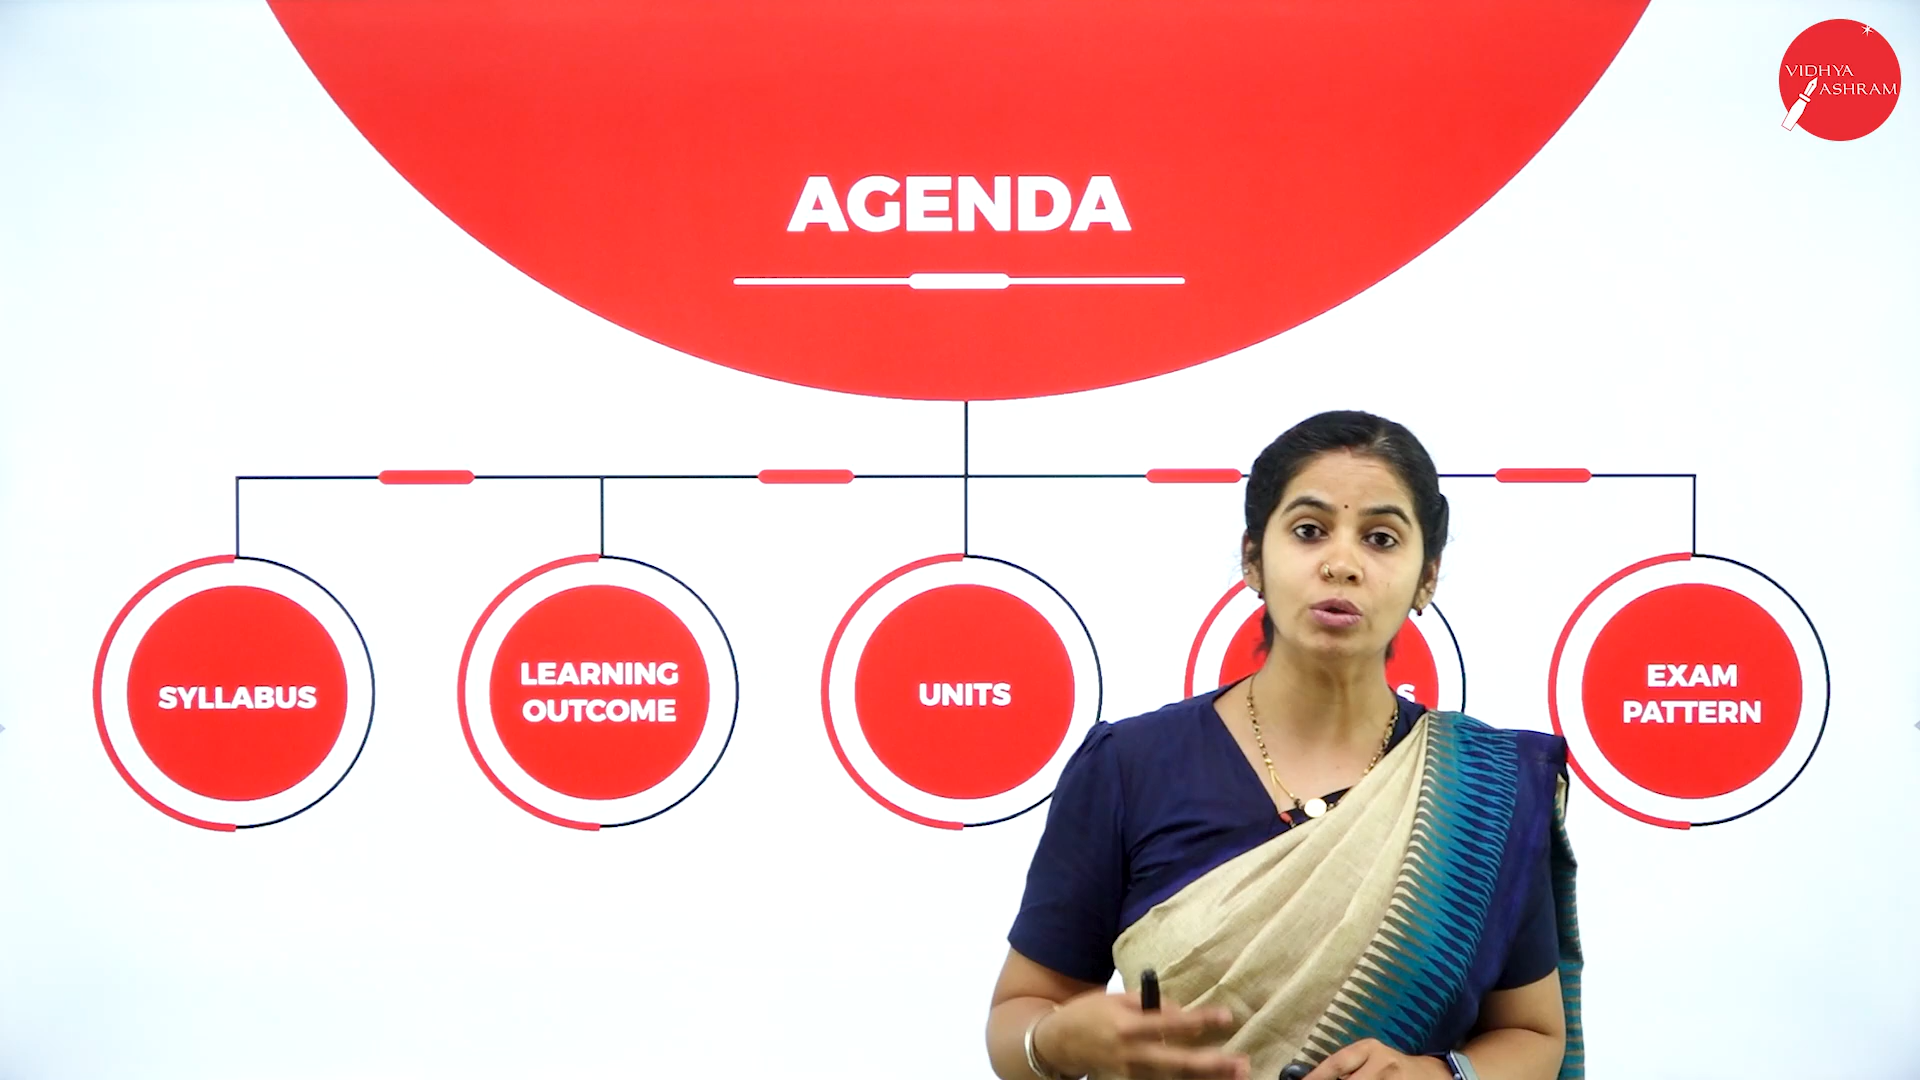 VIDHYA
ASHRAM
AGENDA
SYLLABUS
LEARNING
OUTCOME
UNITS
EXAM
PATTERN